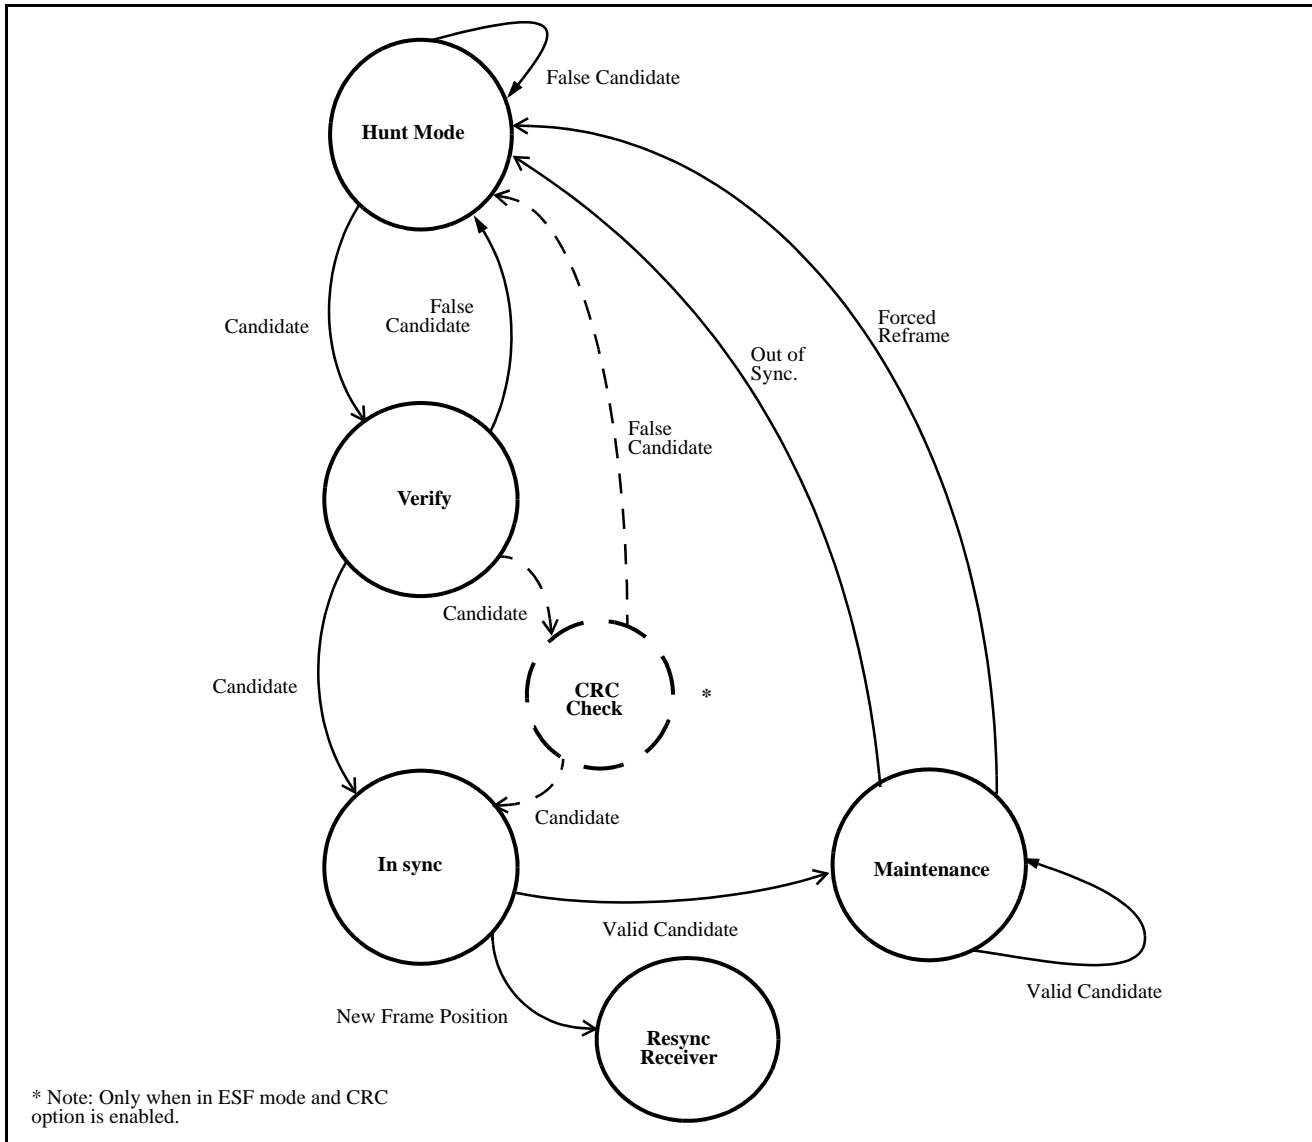 False Candidate
Hunt Mode
False
Candidate
Candidate
Forced
Reframe
Out of
Sync.
False
Candidate
Verify
Candidate
Candidate
CRC
Check
*
Candidate
In sync
Maintenance
Valid Candidate
Valid Candidate
New Frame Position
Resync
Receiver
* Note: Only when in ESF mode and CRC
option is enabled.